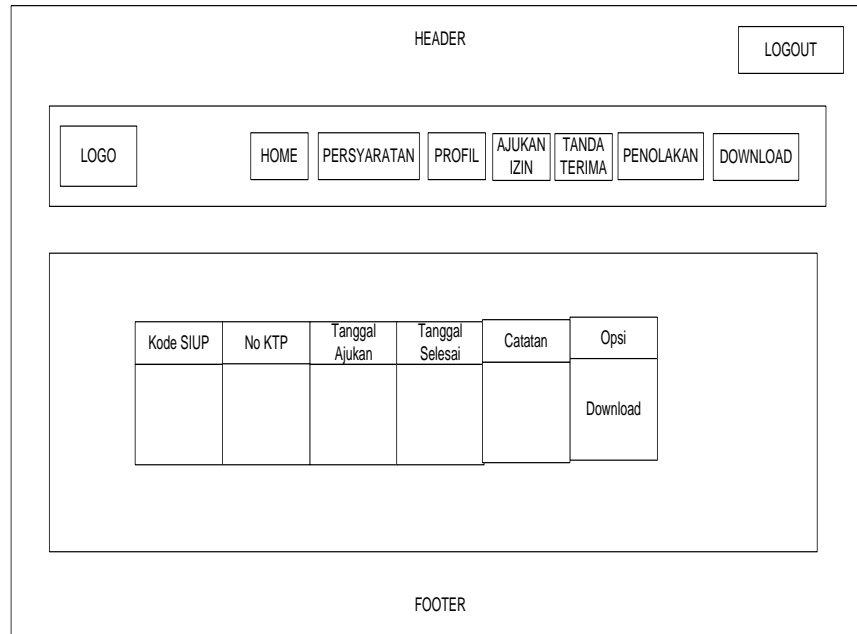 HEADER
LOGOUT
LOGO
HOME
PERSYARATAN
PROFIL
AJUKAN
IZIN
TANDA
TERIMA
PENOLAKAN
DOWNLOAD
Kode SIUP
No KTP
Tanggal
Ajukan
Tanggal
Selesai
Catatan
Opsi
Download
FOOTER